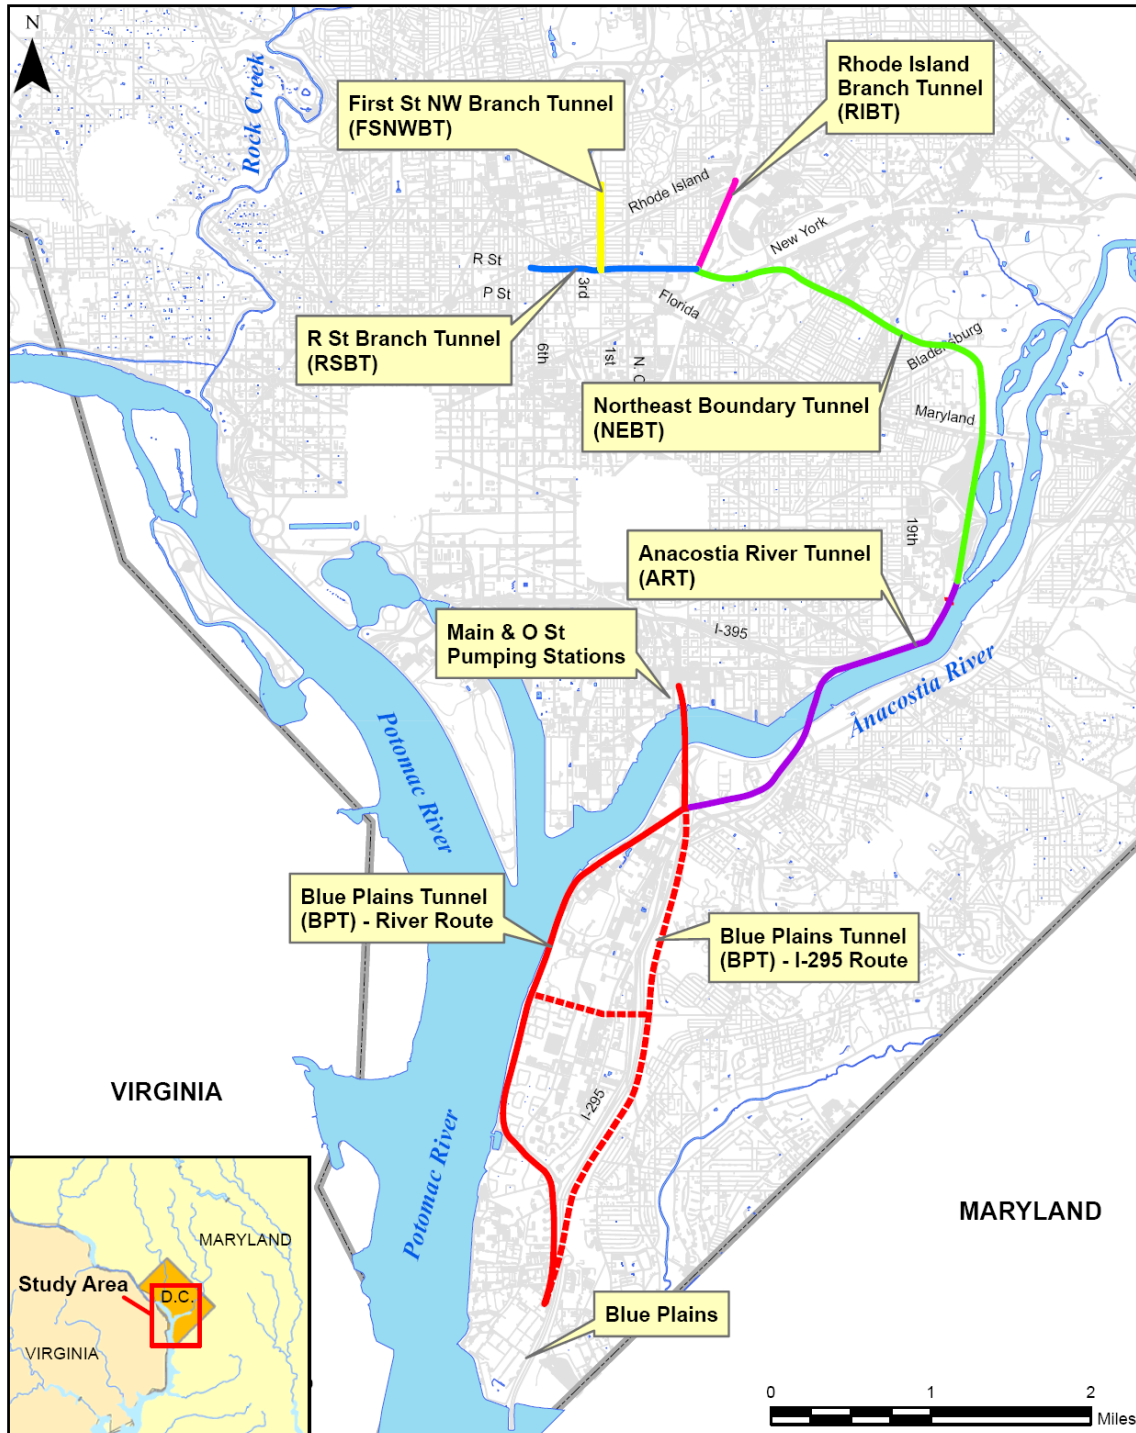 N
Rock Creek
First St NW Branch Tunnel
(FSNWBT)
Rhode Island
Branch Tunnel
(RIBT)
Rhode Island
New York
R St
P St
3rd
Florida
R St Branch Tunnel
(RSBT)
6th
1st
N. C
Bladensburg
Northeast Boundary Tunnel
(NEBT)
Maryland
19th
Anacostia River Tunnel
(ART)
Main & O St
Pumping Stations
I-395
Anacostia River
Potomac River
Blue Plains Tunnel
(BPT) - River Route
Blue Plains Tunnel
(BPT) - I-295 Route
VIRGINIA
I-295
Potomac River
MARYLAND
MARYLAND
Study Area
D.C.
VIRGINIA
Blue Plains
0 1 2
Miles